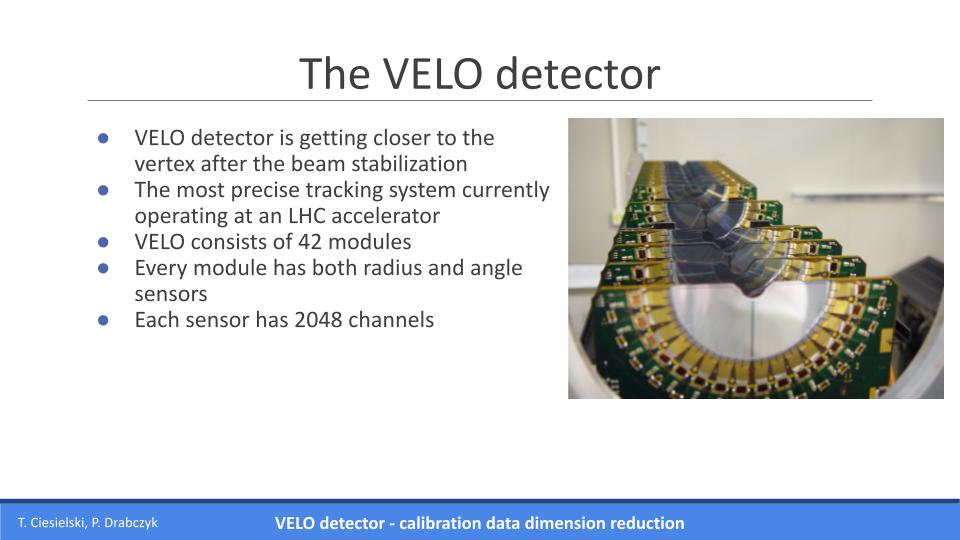 The VELO detector
● VELO detector is getting closer to the
vertex after the beam stabilization
● The most precise tracking system currently
operating at an LHC accelerator
● VELO consists of 42 modules
● Every module has both radius and angle
sensors
● Each sensor has 2048 channels
T. Ciesielski, P. Drabczyk
VELO detector - calibration data dimension reduction